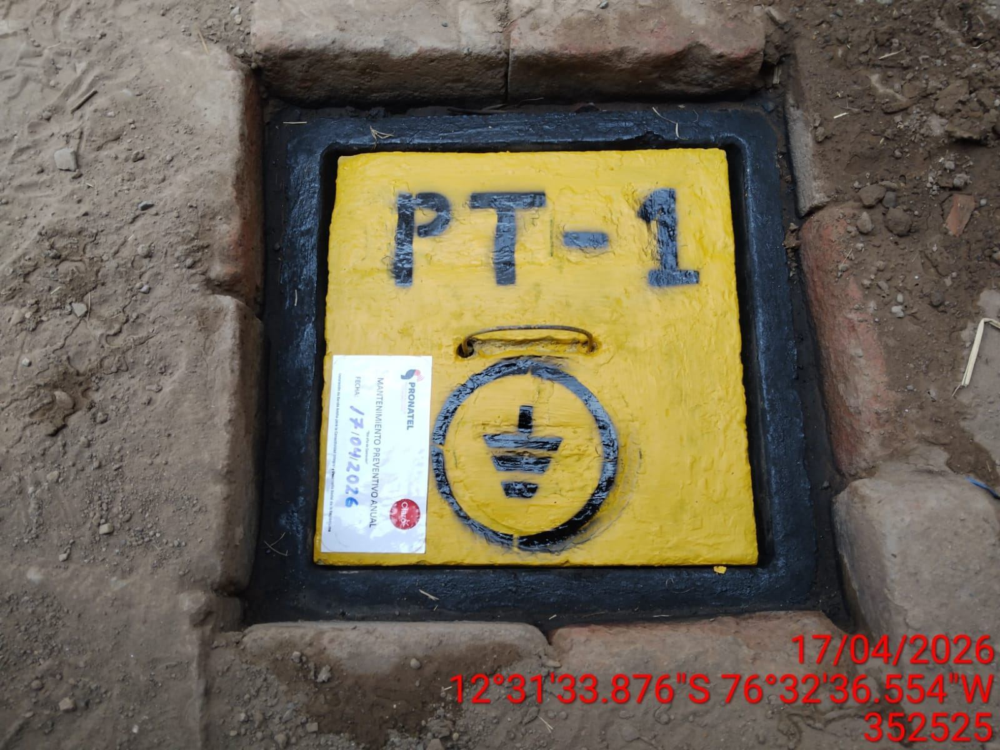 PT-1
PRONATEL
MANTENIMIENTO PREVENTIVO ANUAL
FECHA: 17/04/2026
Claro
17/04/2026
12°31'33.876"S 76°32'36.554"W
352525